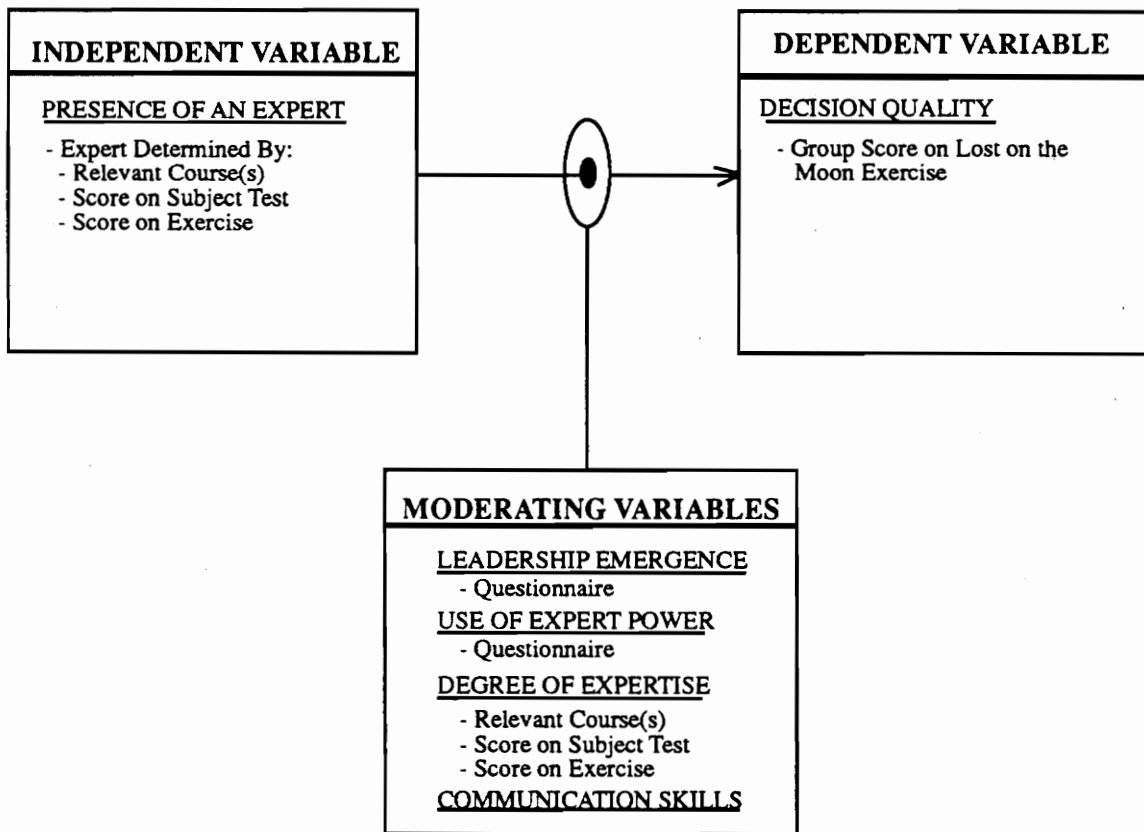 INDEPENDENT VARIABLE
PRESENCE OF AN EXPERT
- Expert Determined By:
- Relevant Course(s)
- Score on Subject Test
- Score on Exercise
DEPENDENT VARIABLE
DECISION QUALITY
- Group Score on Lost on the
Moon Exercise
MODERATING VARIABLES
LEADERSHIP EMERGENCE
- Questionnaire
USE OF EXPERT POWER
- Questionnaire
DEGREE OF EXPERTISE
- Relevant Course(s)
- Score on Subject Test
- Score on Exercise
COMMUNICATION SKILLS